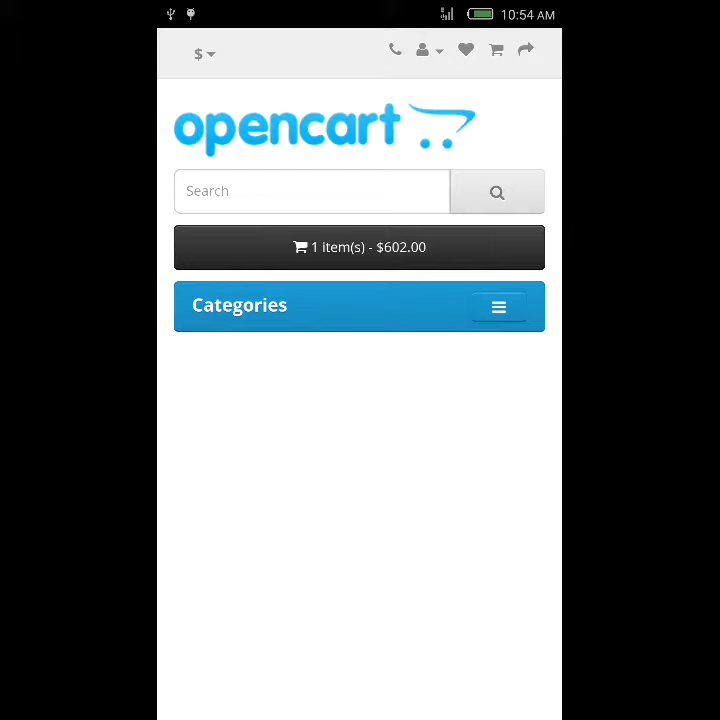 10:54 AM
$
opencart
Search
1 item(s) - $602.00
Categories